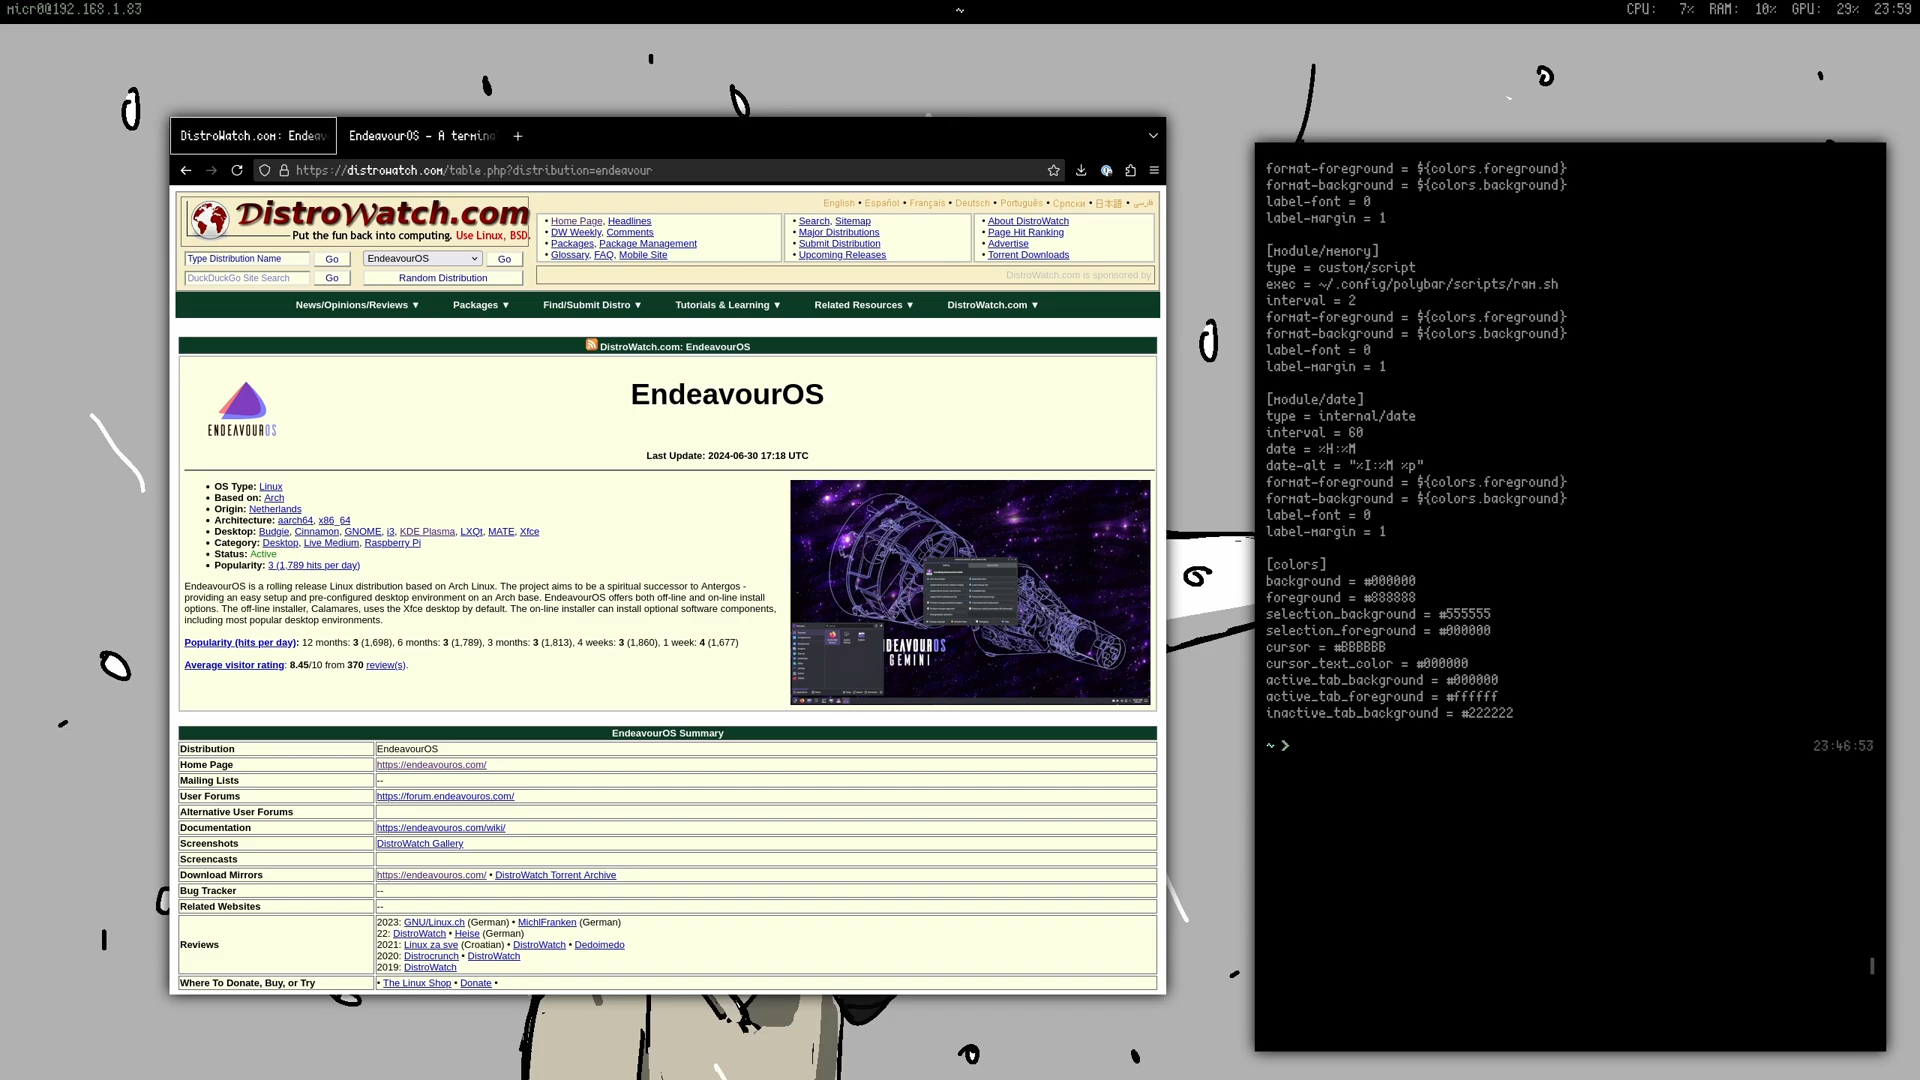 micr0@192.168.1.83
~
CPU: 7% RAM: 10% GPU: 29% 23:59
DistroWatch.com: Endeav
EndeavourOS - A termina
https://distrowatch.com/table.php?distribution=endeavour
DistroWatch.com
Put the fun back into computing. Use Linux, BSD.
English • Español • Français • Deutsch • Português • Српски • 日本語 • فارسی
• Home Page, Headlines
• DW Weekly, Comments
• Packages, Package Management
• Glossary, FAQ, Mobile Site
• Search, Sitemap
• Major Distributions
• Submit Distribution
• Upcoming Releases
• About DistroWatch
• Page Hit Ranking
• Advertise
• Torrent Downloads
Type Distribution Name Go EndeavourOS Go
DuckDuckGo Site Search Go Random Distribution
DistroWatch.com is sponsored by
News/Opinions/Reviews ▼ Packages ▼ Find/Submit Distro ▼ Tutorials & Learning ▼ Related Resources ▼ DistroWatch.com ▼
DistroWatch.com: EndeavourOS
ENDEAVOUROS
EndeavourOS
Last Update: 2024-06-30 17:18 UTC
• OS Type: Linux
• Based on: Arch
• Origin: Netherlands
• Architecture: aarch64, x86_64
• Desktop: Budgie, Cinnamon, GNOME, i3, KDE Plasma, LXQt, MATE, Xfce
• Category: Desktop, Live Medium, Raspberry Pi
• Status: Active
• Popularity: 3 (1,789 hits per day)
EndeavourOS is a rolling release Linux distribution based on Arch Linux. The project aims to be a spiritual successor to Antergos -
providing an easy setup and pre-configured desktop environment on an Arch base. EndeavourOS offers both off-line and on-line install
options. The off-line installer, Calamares, uses the Xfce desktop by default. The on-line installer can install optional software components,
including most popular desktop environments.
Popularity (hits per day): 12 months: 3 (1,698), 6 months: 3 (1,789), 3 months: 3 (1,813), 4 weeks: 3 (1,860), 1 week: 4 (1,677)
Average visitor rating: 8.45/10 from 370 review(s).
NDEAVOUROS
GEMINI
EndeavourOS Summary
Distribution EndeavourOS
Home Page https://endeavouros.com/
Mailing Lists --
User Forums https://forum.endeavouros.com/
Alternative User Forums
Documentation https://endeavouros.com/wiki/
Screenshots DistroWatch Gallery
Screencasts
Download Mirrors https://endeavouros.com/ • DistroWatch Torrent Archive
Bug Tracker --
Related Websites --
Reviews
2023: GNU/Linux.ch (German) • MichlFranken (German)
22: DistroWatch • Heise (German)
2021: Linux za sve (Croatian) • DistroWatch • Dedoimedo
2020: Distrocrunch • DistroWatch
2019: DistroWatch
Where To Donate, Buy, or Try • The Linux Shop • Donate •
format-foreground = ${colors.foreground}
format-background = ${colors.background}
label-font = 0
label-margin = 1
[module/memory]
type = custom/script
exec = ~/.config/polybar/scripts/ram.sh
interval = 2
format-foreground = ${colors.foreground}
format-background = ${colors.background}
label-font = 0
label-margin = 1
[module/date]
type = internal/date
interval = 60
date = %H:%M
date-alt = "%I:%M %p"
format-foreground = ${colors.foreground}
format-background = ${colors.background}
label-font = 0
label-margin = 1
[colors]
background = #000000
foreground = #888888
selection_background = #555555
selection_foreground = #000000
cursor = #BBBBBB
cursor_text_color = #000000
active_tab_background = #000000
active_tab_foreground = #ffffff
inactive_tab_background = #222222
~ ❯ 23:46:53